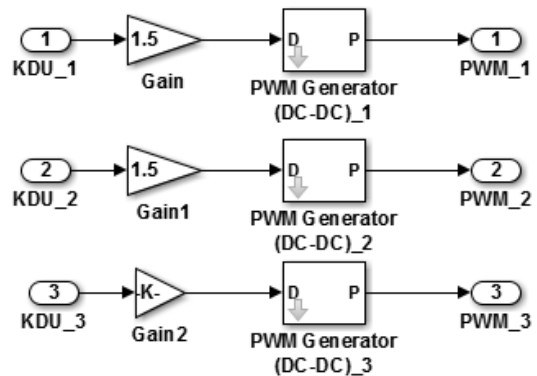 1
1.5
D
P
1
KDU_1
Gain
PWM Generator
(DC-DC)_1
PWM_1
2
1.5
D
P
2
KDU_2
Gain1
PWM Generator
(DC-DC)_2
PWM_2
3
-K-
D
P
3
KDU_3
Gain2
PWM Generator
(DC-DC)_3
PWM_3